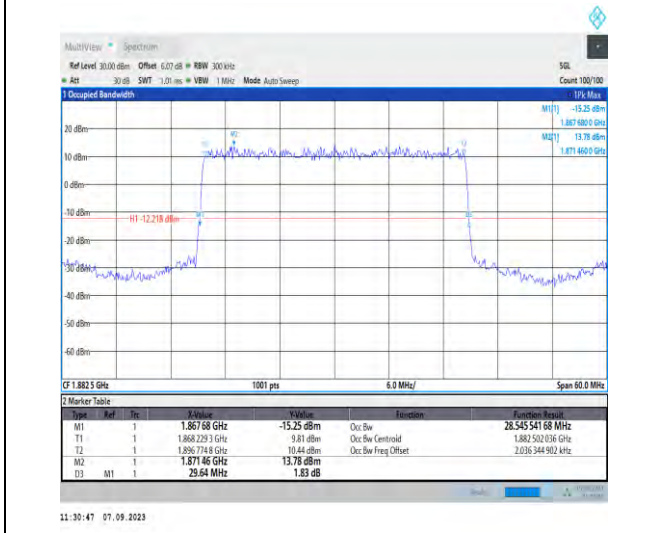 MultiView Spectrum
Ref Level 30.00 dBm Offset 6.07 dB RBW 300 kHz SGL
Att 30 dB SWT 1.01 ms VBW 1 MHz Mode Auto Sweep Count 100/100
1 Occupied Bandwidth 1Pk Max
M1[1] -15.25 dBm
1.867 680 0 GHz
M2[1] 13.78 dBm
1.871 460 0 GHz
20 dBm
M2
T1 T2
10 dBm
0 dBm
-10 dBm
H1 -12.218 dBm
M1
-20 dBm
-30 dBm
-40 dBm
-50 dBm
-60 dBm
CF 1.882 5 GHz 1001 pts 6.0 MHz/ Span 60.0 MHz
2 Marker Table
Type Ref Trc X-Value Y-Value Function Function Result
M1 1 1.867 68 GHz -15.25 dBm Occ Bw 28.545 541 68 MHz
T1 1 1.868 229 3 GHz 9.81 dBm Occ Bw Centroid 1.882 502 036 GHz
T2 1 1.896 774 8 GHz 10.44 dBm Occ Bw Freq Offset 2.036 344 902 kHz
M2 1 1.871 46 GHz 13.78 dBm
D3 M1 1 29.64 MHz 1.83 dB
11:30:47 07.09.2023